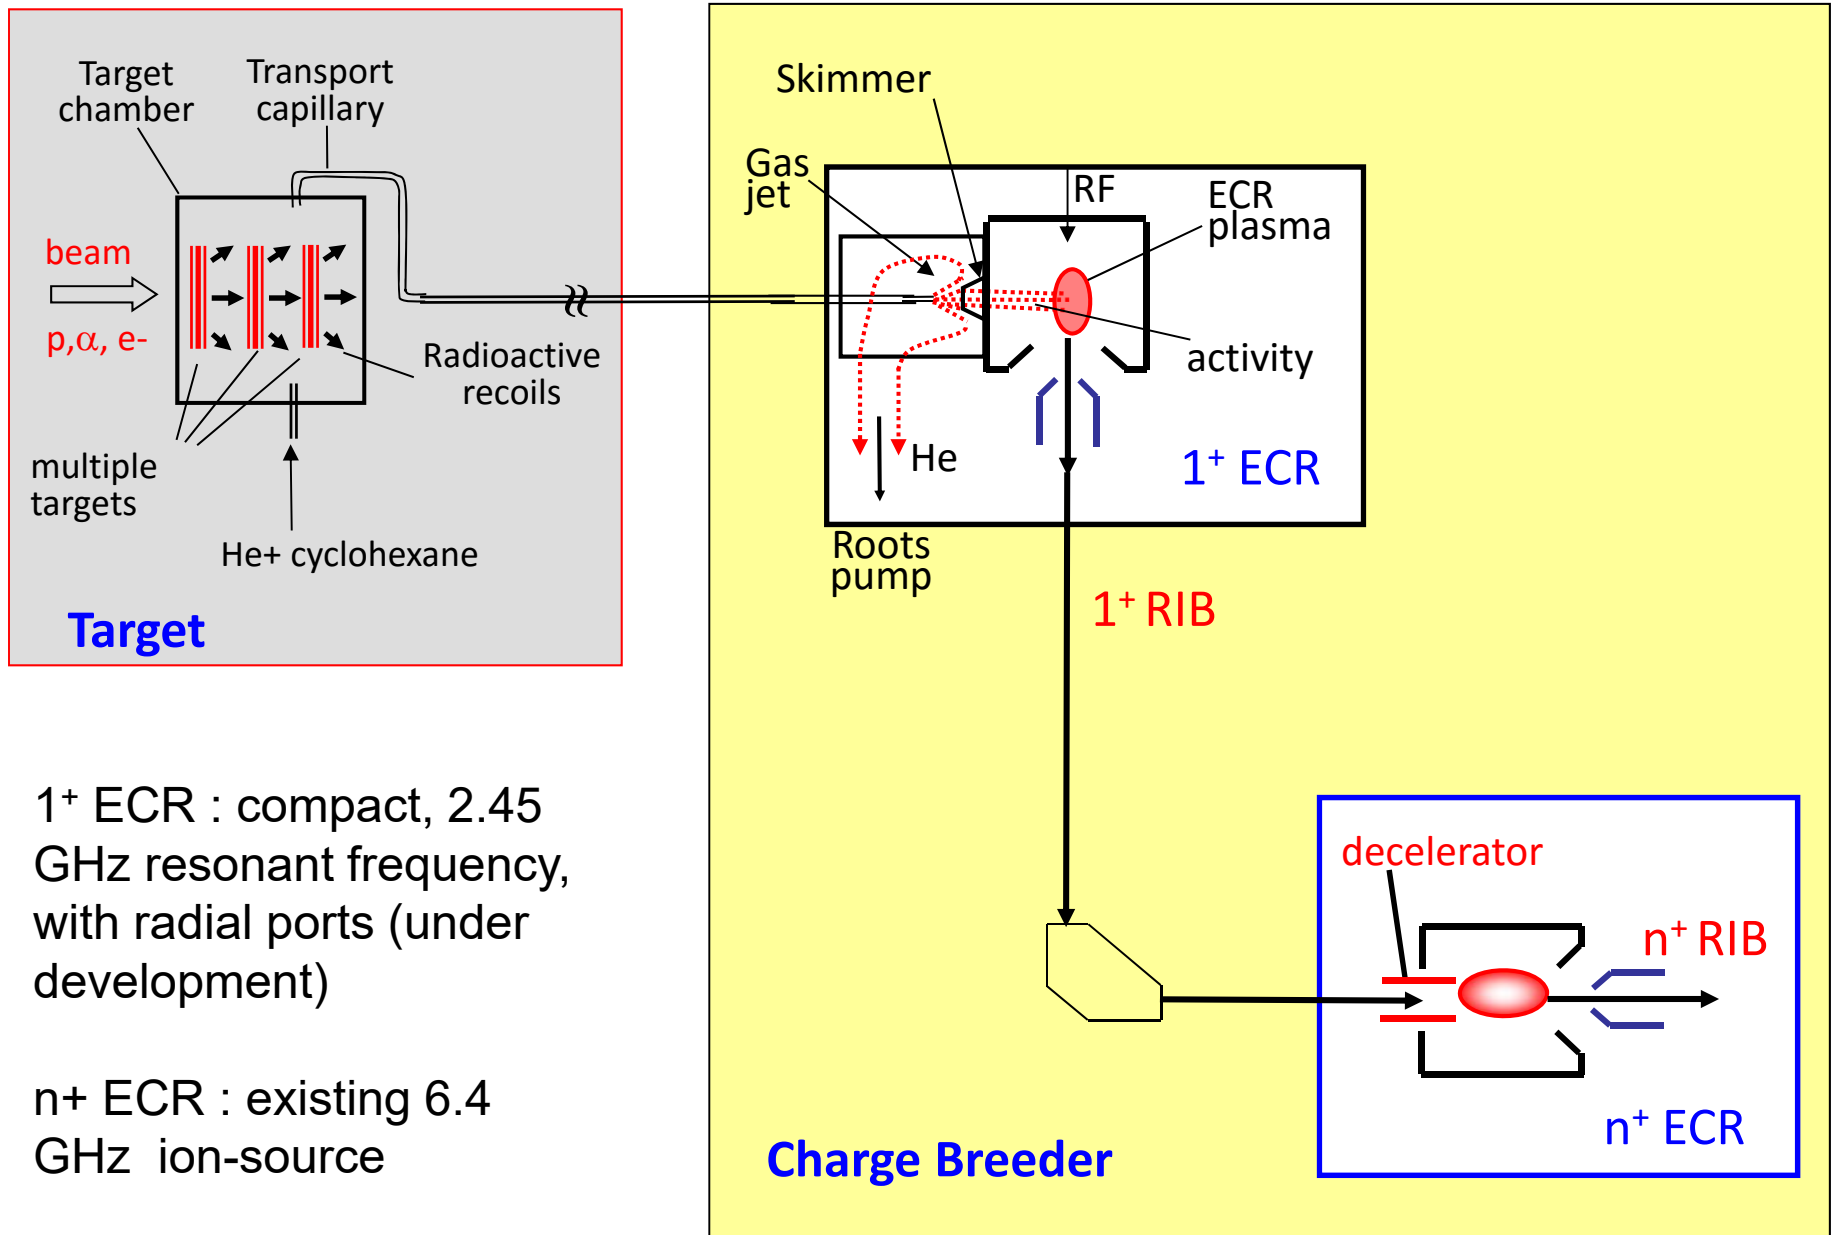 Target
chamber
Transport
capillary
beam
p,α, e-
Radioactive
recoils
multiple
targets
He+ cyclohexane
Target
Skimmer
Gas
jet
RF
ECR
plasma
activity
He
1⁺ ECR
Roots
pump
1⁺ RIB
decelerator
n⁺ RIB
n⁺ ECR
Charge Breeder
1⁺ ECR : compact, 2.45
GHz resonant frequency,
with radial ports (under
development)
n+ ECR : existing 6.4
GHz ion-source